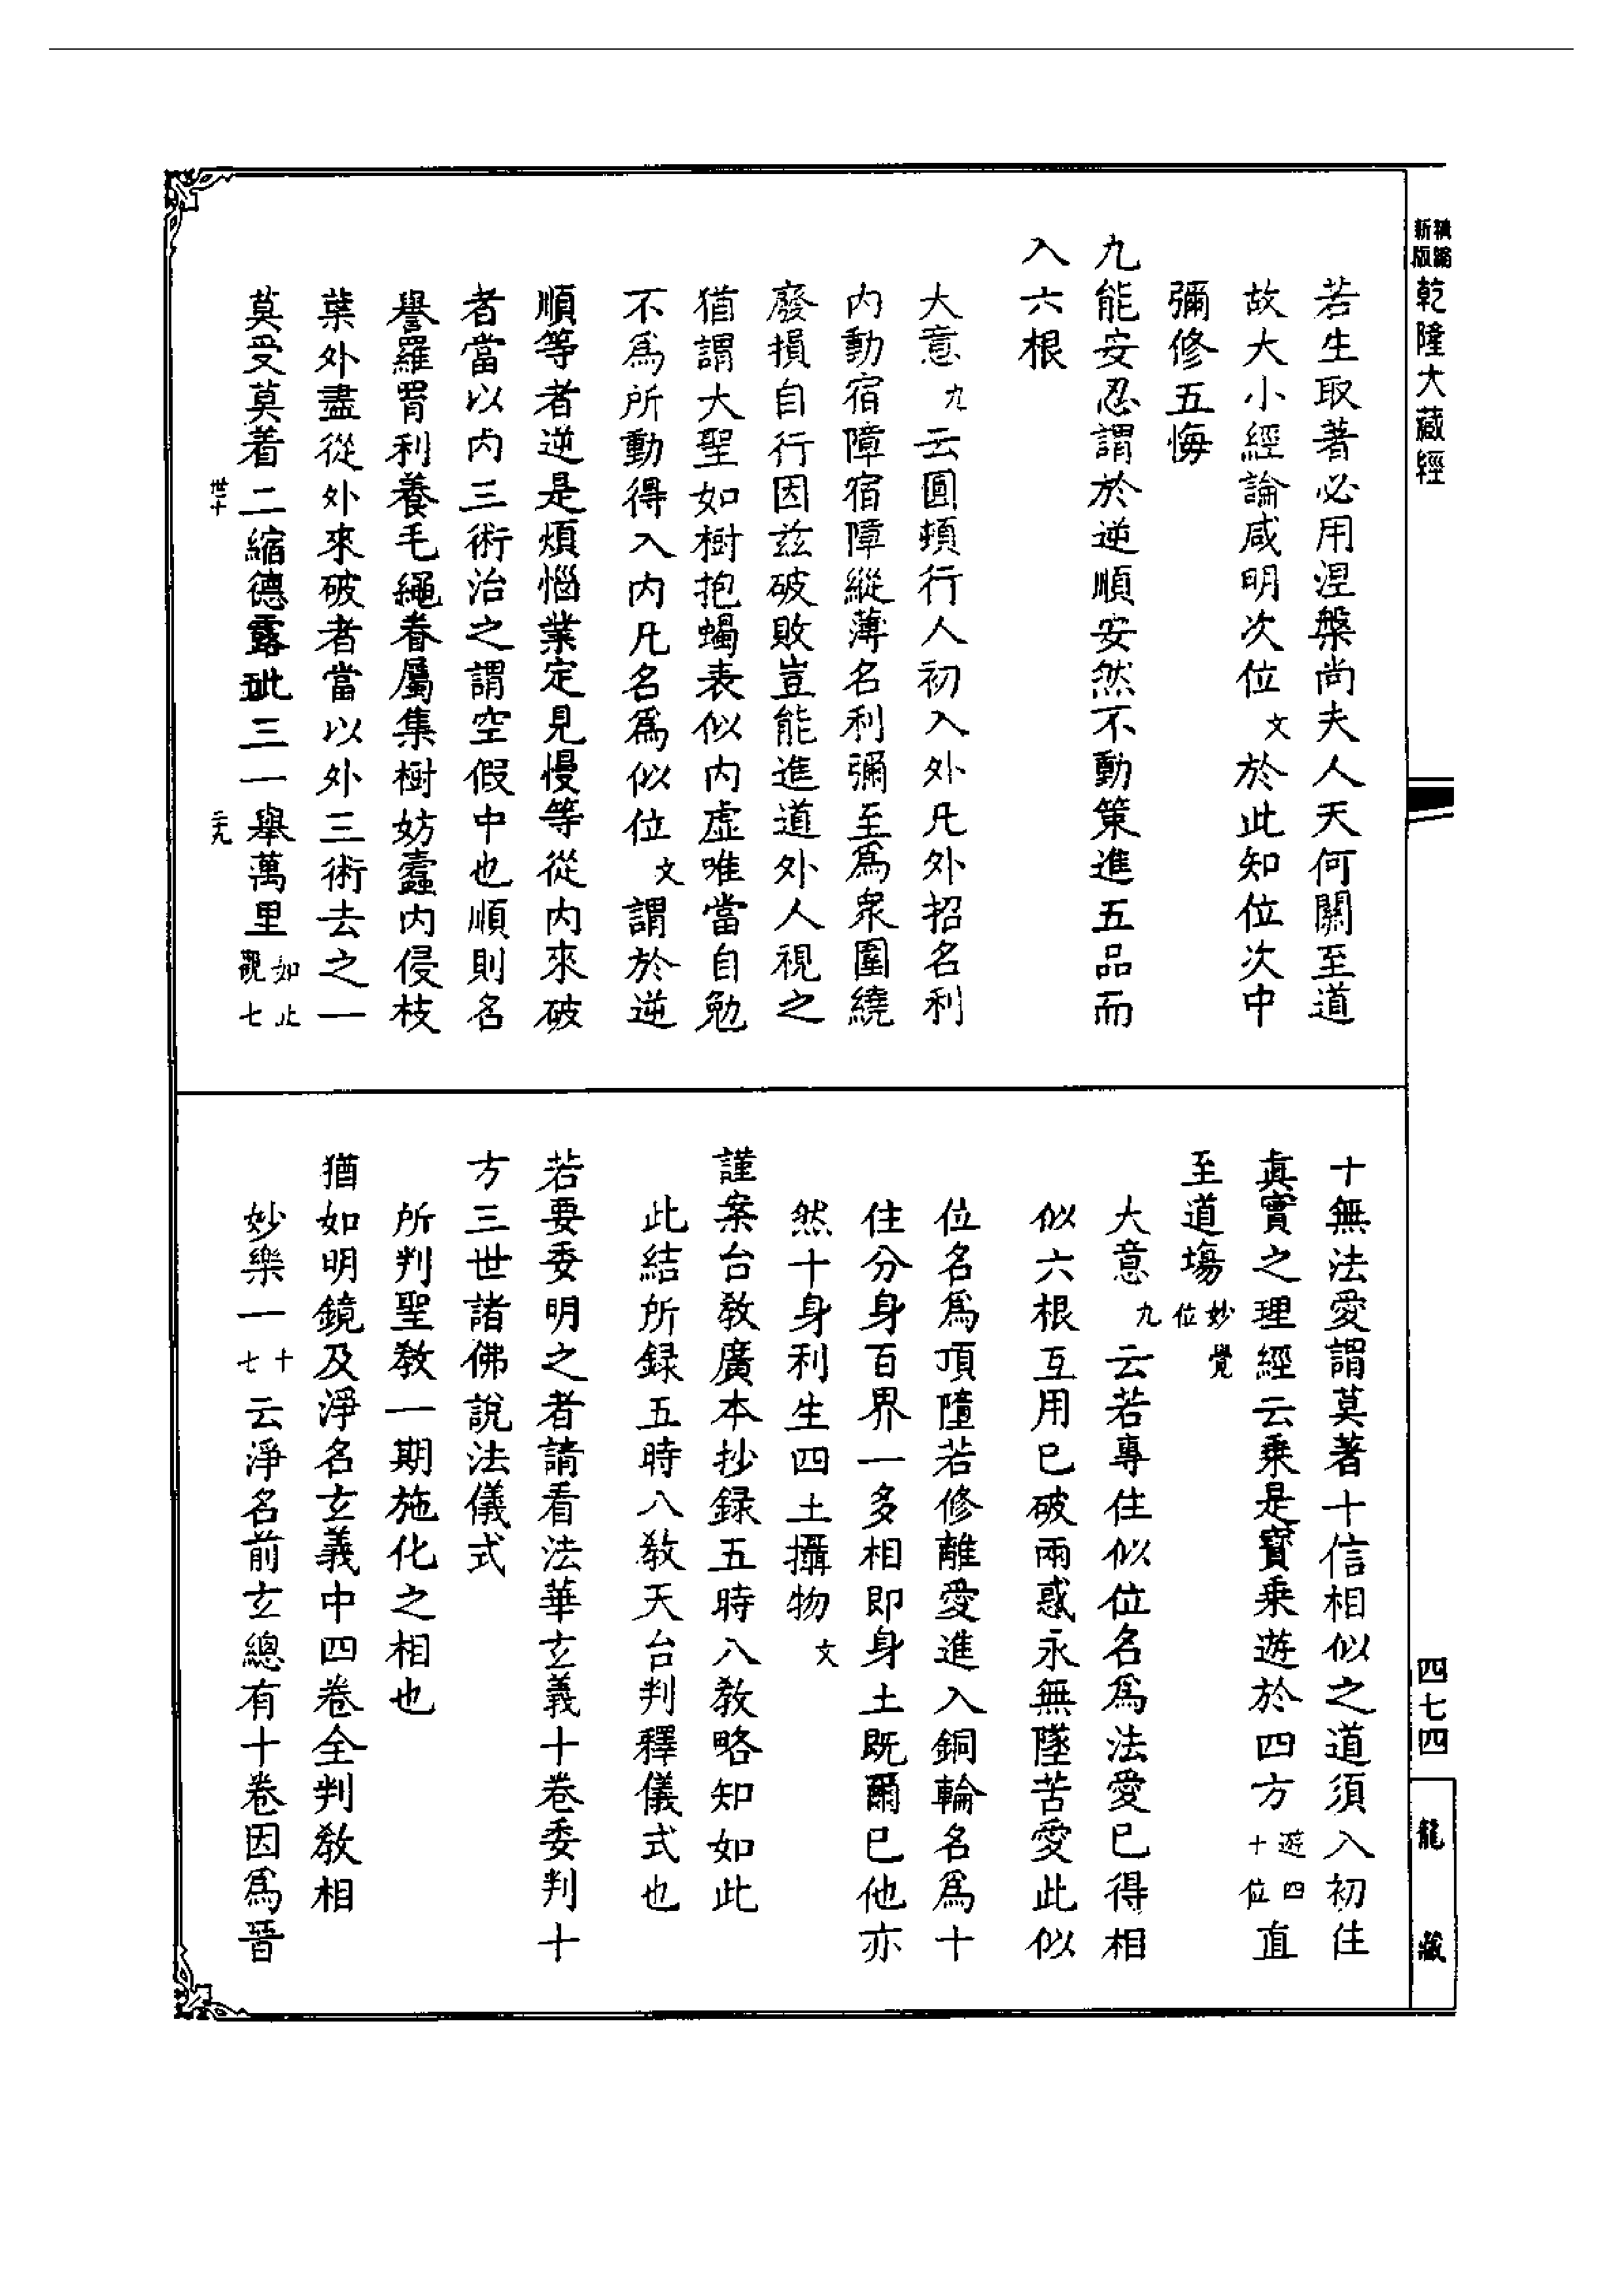 新版精縮乾隆大藏經
四七四
龍藏
若生取著必用涅槃尚夫人天何關至道
故大小經論咸明次位文於此知位次中
彌修五悔
九能安忍謂於逆順安然不動策進五品而
入六根
大意九云圓頓行人初入外凡外招名利
內動宿障宿障縱薄名利彌至為衆圍繞
廢損自行因茲破敗豈能進道外人視之
猶謂大聖如樹抱蝎表似內虛唯當自勉
不為所動得入內凡名為似位文謂於逆
順等者逆是煩惱業定見慢等從內來破
者當以內三術治之謂空假中也順則名
譽羅罥利養毛繩眷屬集樹妨蠹內侵枝
葉外盡從外來破者當以外三術去之一
莫受莫着二縮德露玼三一舉萬里如止觀七
世十
二九
十無法愛謂莫著十信相似之道須入初住
真實之理經云乘是寶乘遊於四方遊四十位直
至道場妙覺位
大意九云若專住似位名為法愛已得相
似六根互用已破兩惑永無墜苦愛此似
位名為頂墮若修離愛進入銅輪名為十
住分身百界一多相即身土既爾已他亦
然十身利生四土攝物文
謹案台教廣本抄録五時八教略知如此
此結所録五時八教天台判釋儀式也
若要委明之者請看法華玄義十卷委判十
方三世諸佛說法儀式
所判聖教一期施化之相也
猶如明鏡及淨名玄義中四卷全判教相
妙樂一十七云淨名前玄總有十卷因為晉